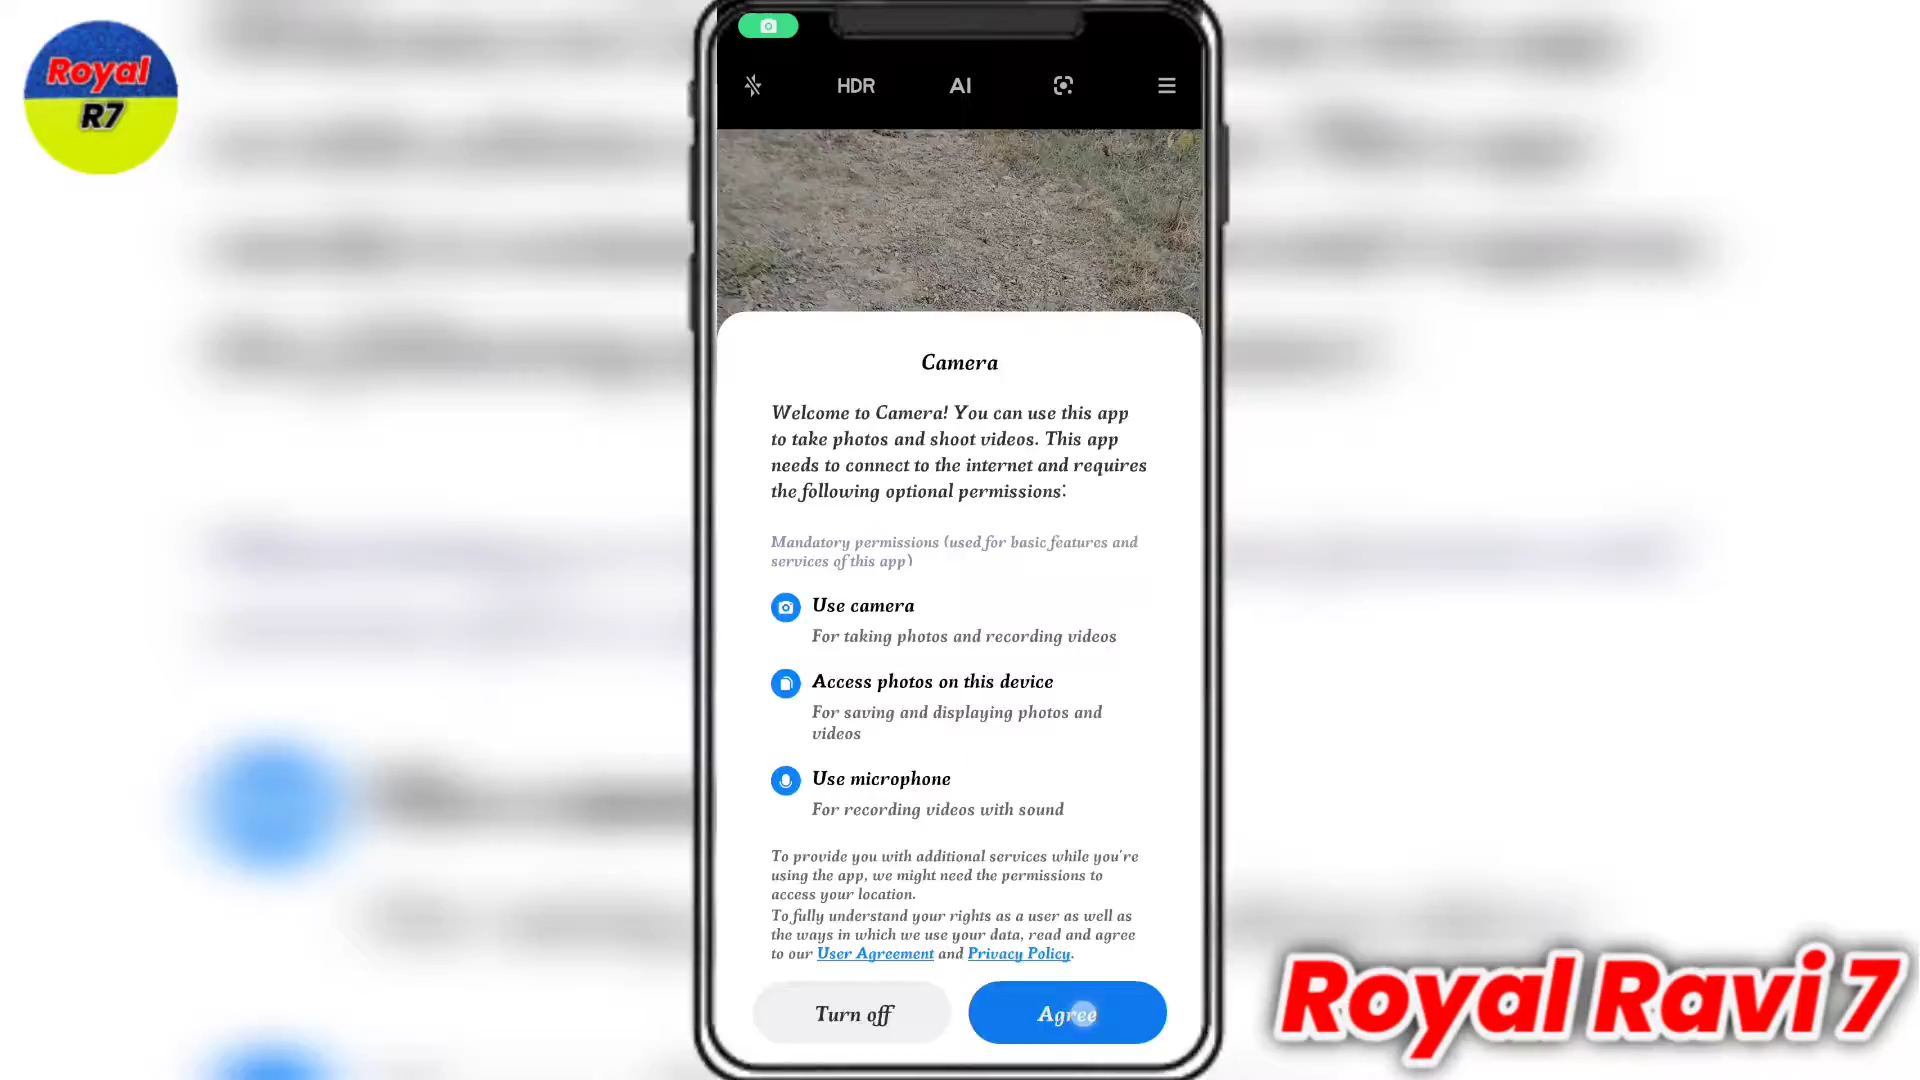 Royal
R7
HDR
AI
Camera
Welcome to Camera! You can use this app
to take photos and shoot videos. This app
needs to connect to the internet and requires
the following optional permissions:
Mandatory permissions (used for basic features and
services of this app)
Use camera
For taking photos and recording videos
Access photos on this device
For saving and displaying photos and
videos
Use microphone
For recording videos with sound
To provide you with additional services while you're
using the app, we might need the permissions to
access your location.
To fully understand your rights as a user as well as
the ways in which we use your data, read and agree
to our User Agreement and Privacy Policy.
Turn off
Agree
Royal Ravi 7